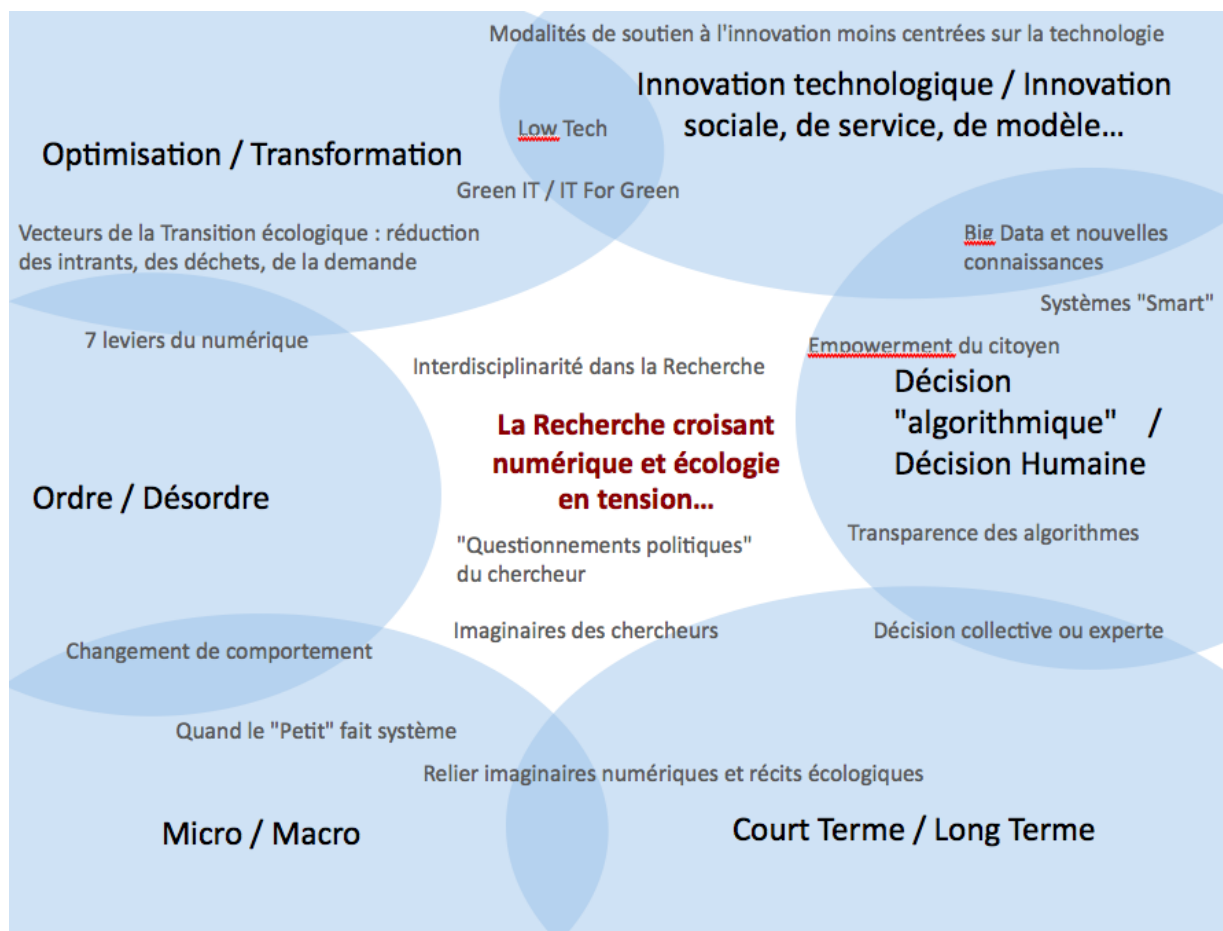 Modalités de soutien à l'innovation moins centrées sur la technologie
Innovation technologique / Innovation
sociale, de service, de modèle…
Low Tech
Optimisation / Transformation
Green IT / IT For Green
Vecteurs de la Transition écologique : réduction
des intrants, des déchets, de la demande
Big Data et nouvelles
connaissances
Systèmes "Smart"
7 leviers du numérique
Empowerment du citoyen
Interdisciplinarité dans la Recherche
Décision
"algorithmique" /
Décision Humaine
La Recherche croisant
numérique et écologie
en tension…
Ordre / Désordre
Transparence des algorithmes
"Questionnements politiques"
du chercheur
Imaginaires des chercheurs
Décision collective ou experte
Changement de comportement
Quand le "Petit" fait système
Relier imaginaires numériques et récits écologiques
Micro / Macro
Court Terme / Long Terme